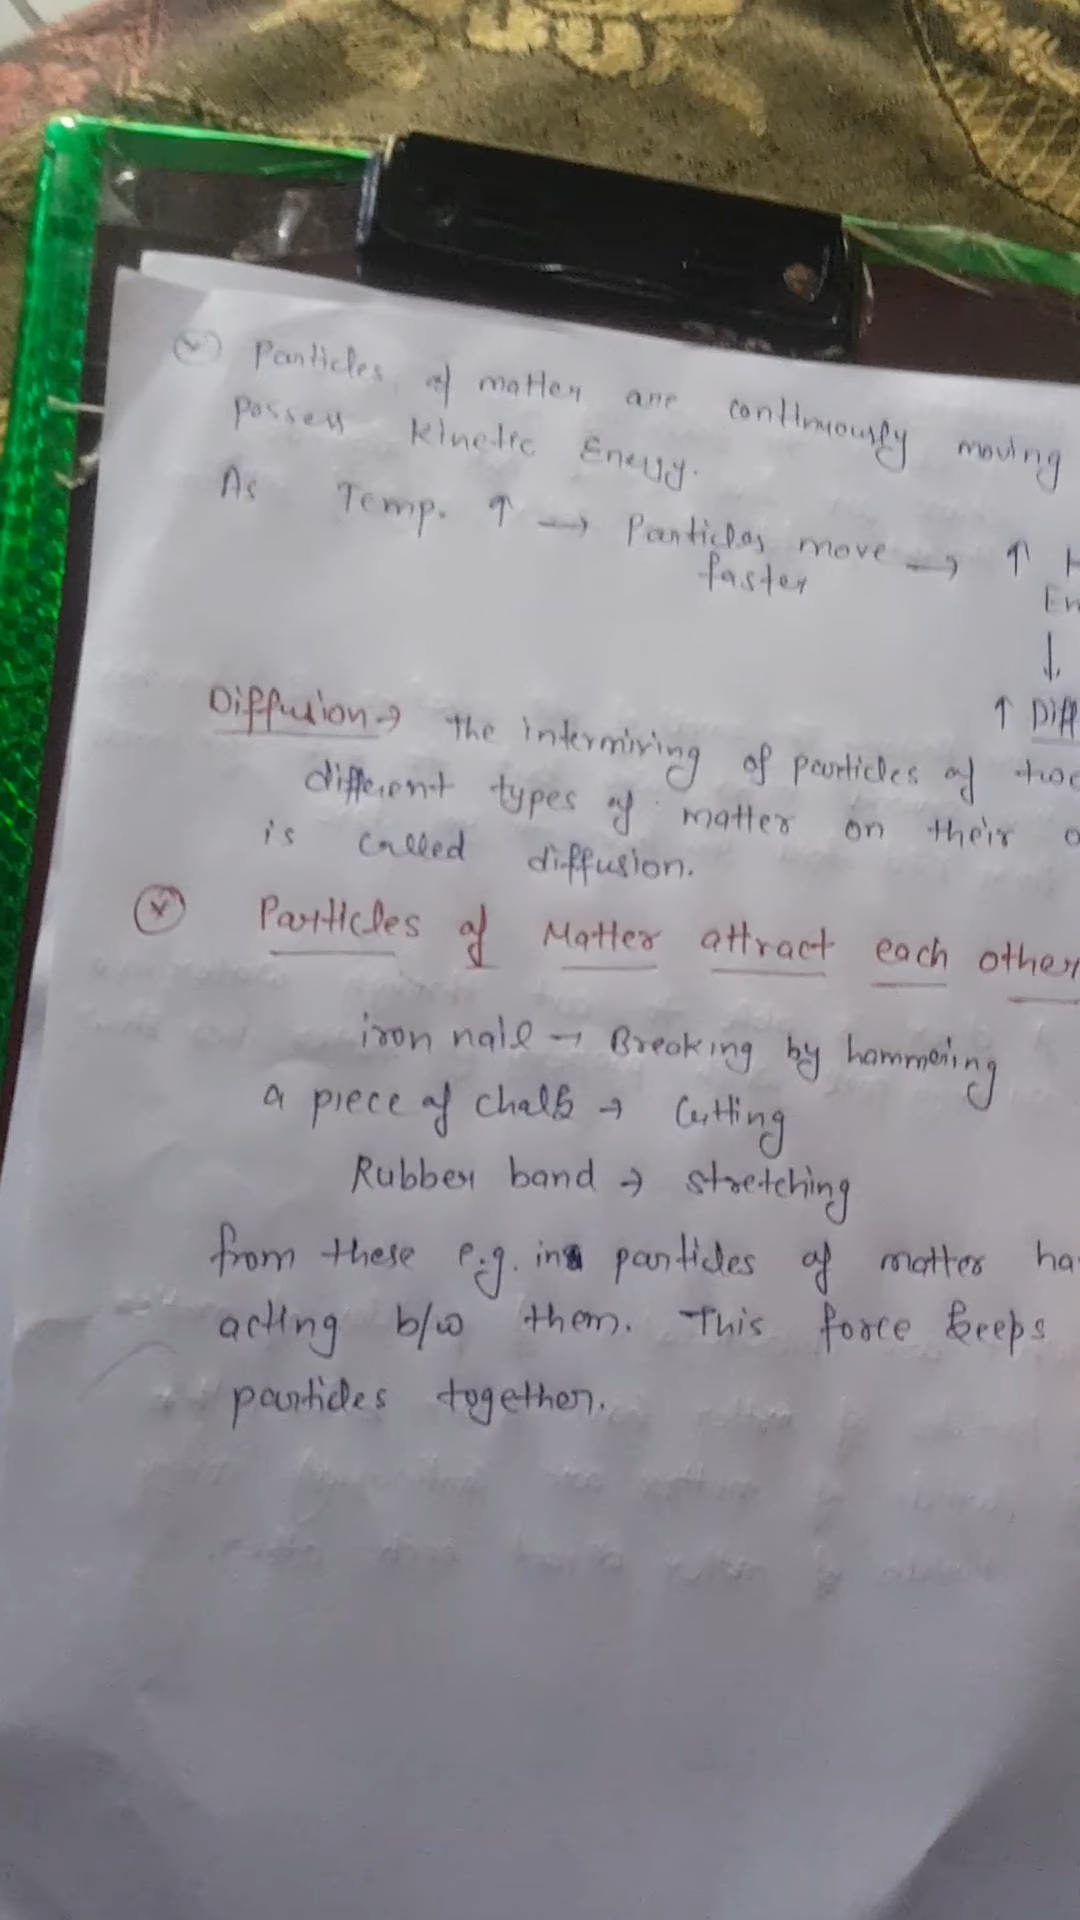 Particles of matter are continuously moving
possess Kinetic Energy.
As Temp. ↑ → Particles move → ↑
faster
↓
↑ Diff
Diffusion → the intermixing of particles of two
different types of matter on their
is called diffusion.
Particles of Matter attract each other
iron nail → Breaking by hammering
a piece of chalk → Cutting
Rubber band → stretching
from these e.g. in particles of matter ha
acting b/w them. This force keeps
particles together.